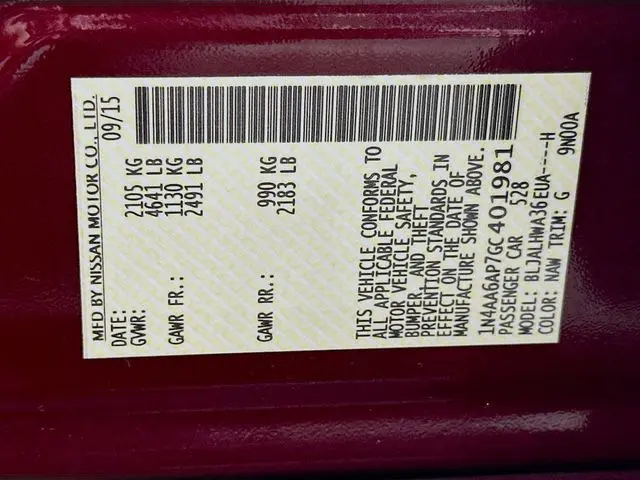 MFD BY NISSAN MOTOR CO., LTD.
DATE: 09/15
GVWR: 2105 KG
4641 LB
GAWR FR.: 1130 KG
2491 LB
GAWR RR.: 990 KG
2183 LB
THIS VEHICLE CONFORMS TO
ALL APPLICABLE FEDERAL
MOTOR VEHICLE SAFETY,
BUMPER, AND THEFT
PREVENTION STANDARDS IN
EFFECT ON THE DATE OF
MANUFACTURE SHOWN ABOVE.
1N4AA6AP7GC401981
PASSENGER CAR 528
MODEL: BLJALHWA36EUA----H
COLOR: NAW TRIM: G 9N00A